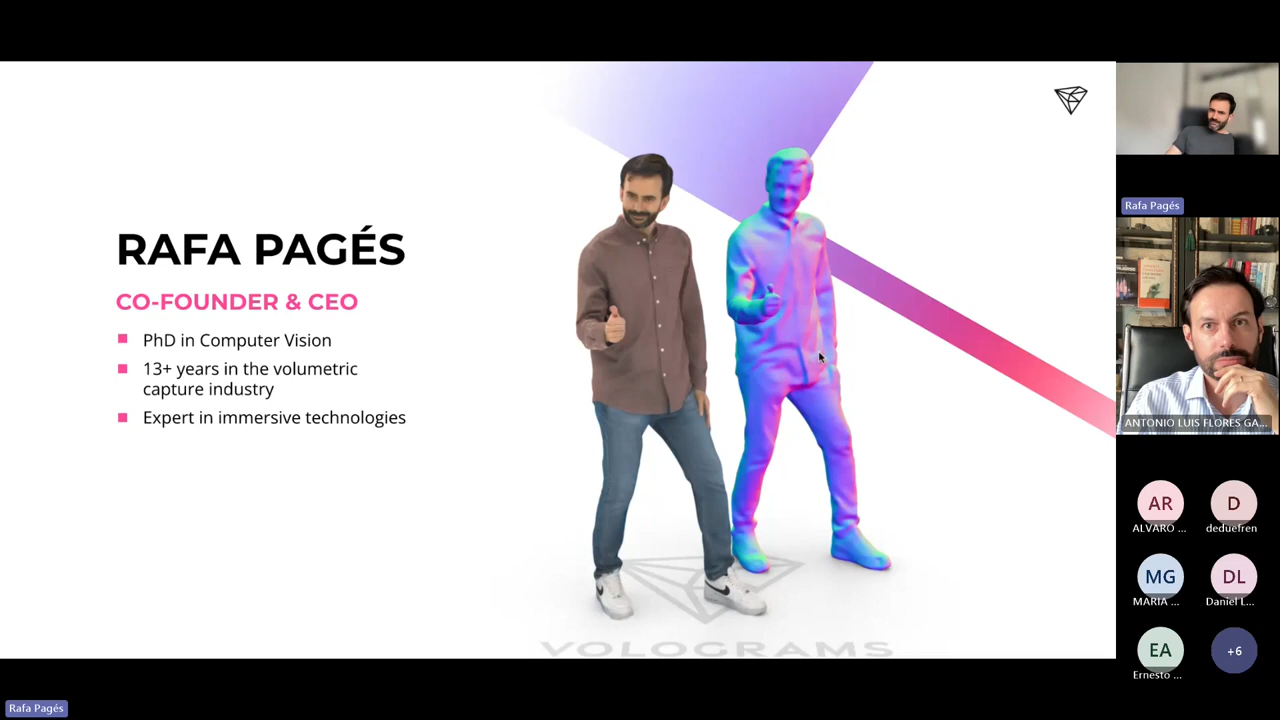 RAFA PAGÉS
CO-FOUNDER & CEO
PhD in Computer Vision
13+ years in the volumetric
capture industry
Expert in immersive technologies
VOLOGRAMS
Rafa Pagés
ANTONIO LUIS FLORES GA...
AR
ALVARO ...
D
deduefren
MG
MARIA ...
DL
Daniel L...
EA
Ernesto ...
+6
Rafa Pagés